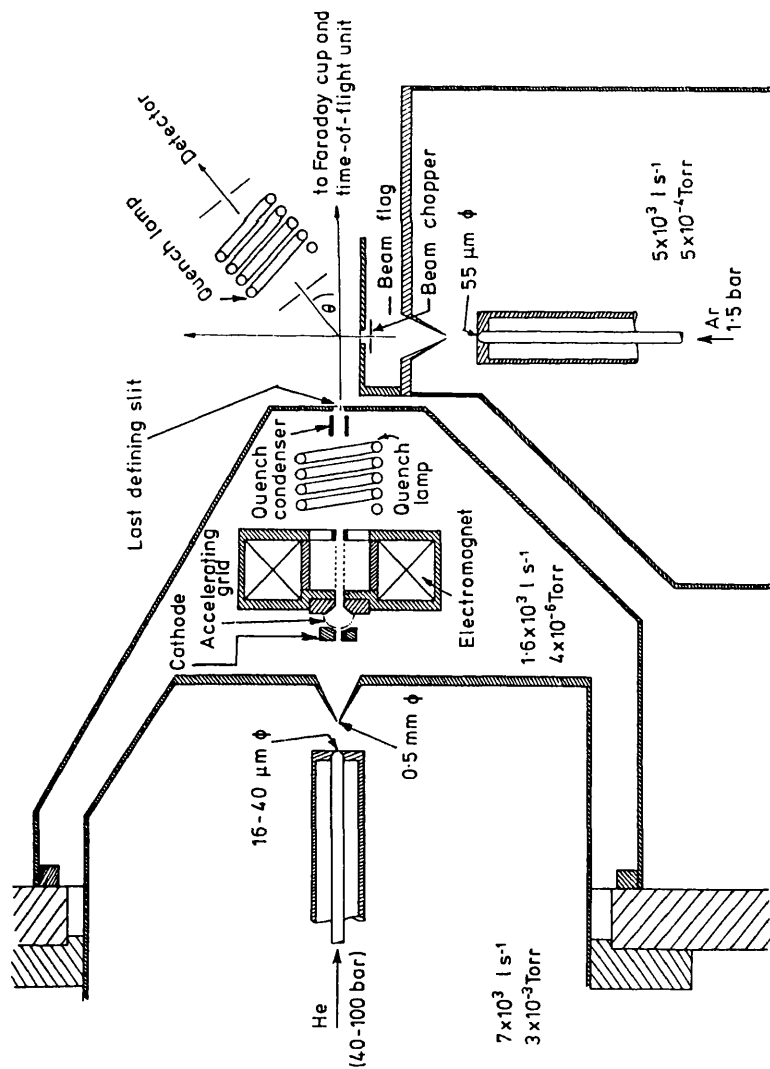 Detector
Quench lamp
θ
to Faraday cup and
time-of-flight unit
Beam flag
Beam chopper
55 μm ϕ
Ar
1·5 bar
5x10³ l s⁻¹
5x10⁻⁴Torr
Last defining slit
Quench
condenser
Quench
lamp
Accelerating
grid
Cathode
Electromagnet
1·6x10³ l s⁻¹
4x10⁻⁶Torr
16-40 μm ϕ
0·5 mm ϕ
He
(40-100 bar)
7x10³ l s⁻¹
3x10⁻³Torr